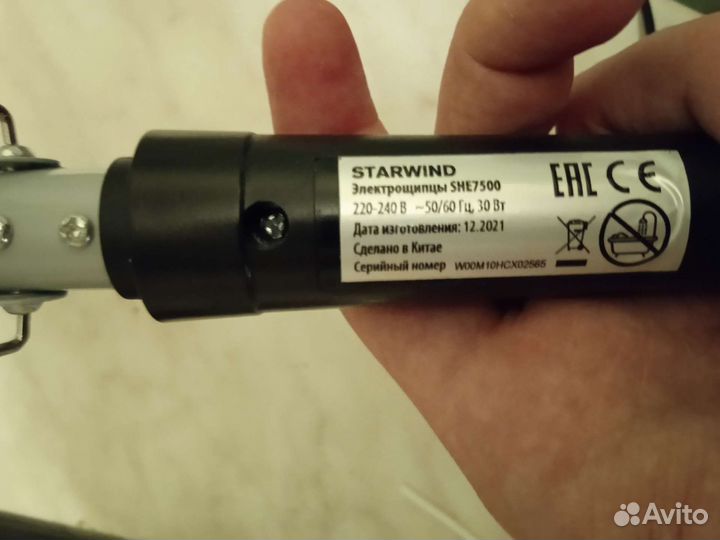 STARWIND
Электрощипцы SHE7500
220-240 В ~50/60 Гц, 30 Вт
Дата изготовления: 12.2021
Сделано в Китае
Серийный номер W00M10HCX02565
EAC CE
Avito